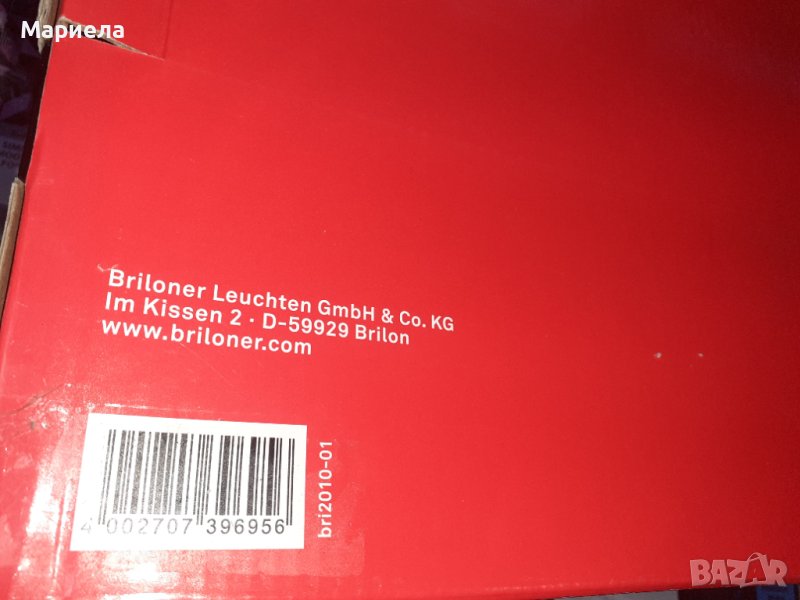 Мариела
Briloner Leuchten GmbH & Co. KG
Im Kissen 2 · D-59929 Brilon
www.briloner.com
4 002707 396956
bri2010-01
BAZAR